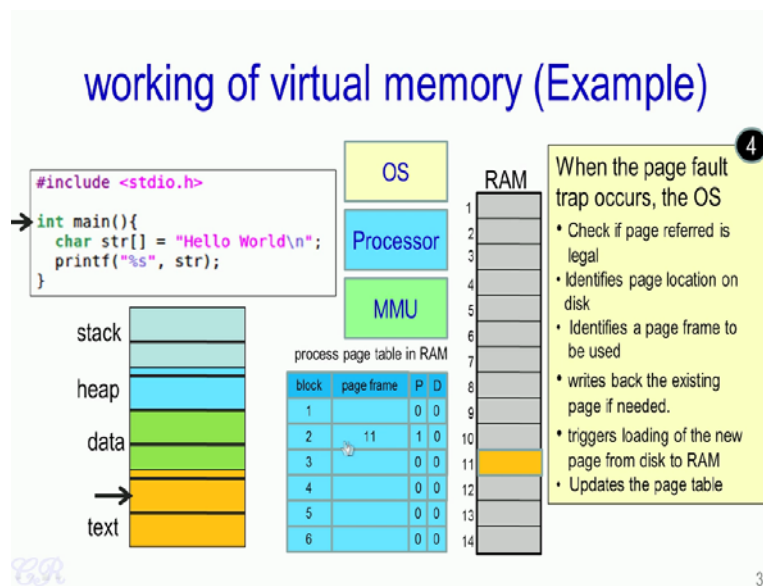 working of virtual memory (Example)
#include <stdio.h>
int main(){
char str[] = "Hello World\n";
printf("%s", str);
}
stack
heap
data
text
OS
Processor
MMU
process page table in RAM
block page frame P D
1 0 0
2 11 1 0
3 0 0
4 0 0
5 0 0
6 0 0
RAM
1
2
3
4
5
6
7
8
9
10
11
12
13
14
4
When the page fault
trap occurs, the OS
• Check if page referred is
legal
• Identifies page location on
disk
• Identifies a page frame to
be used
• writes back the existing
page if needed.
• triggers loading of the new
page from disk to RAM
• Updates the page table
CR
3